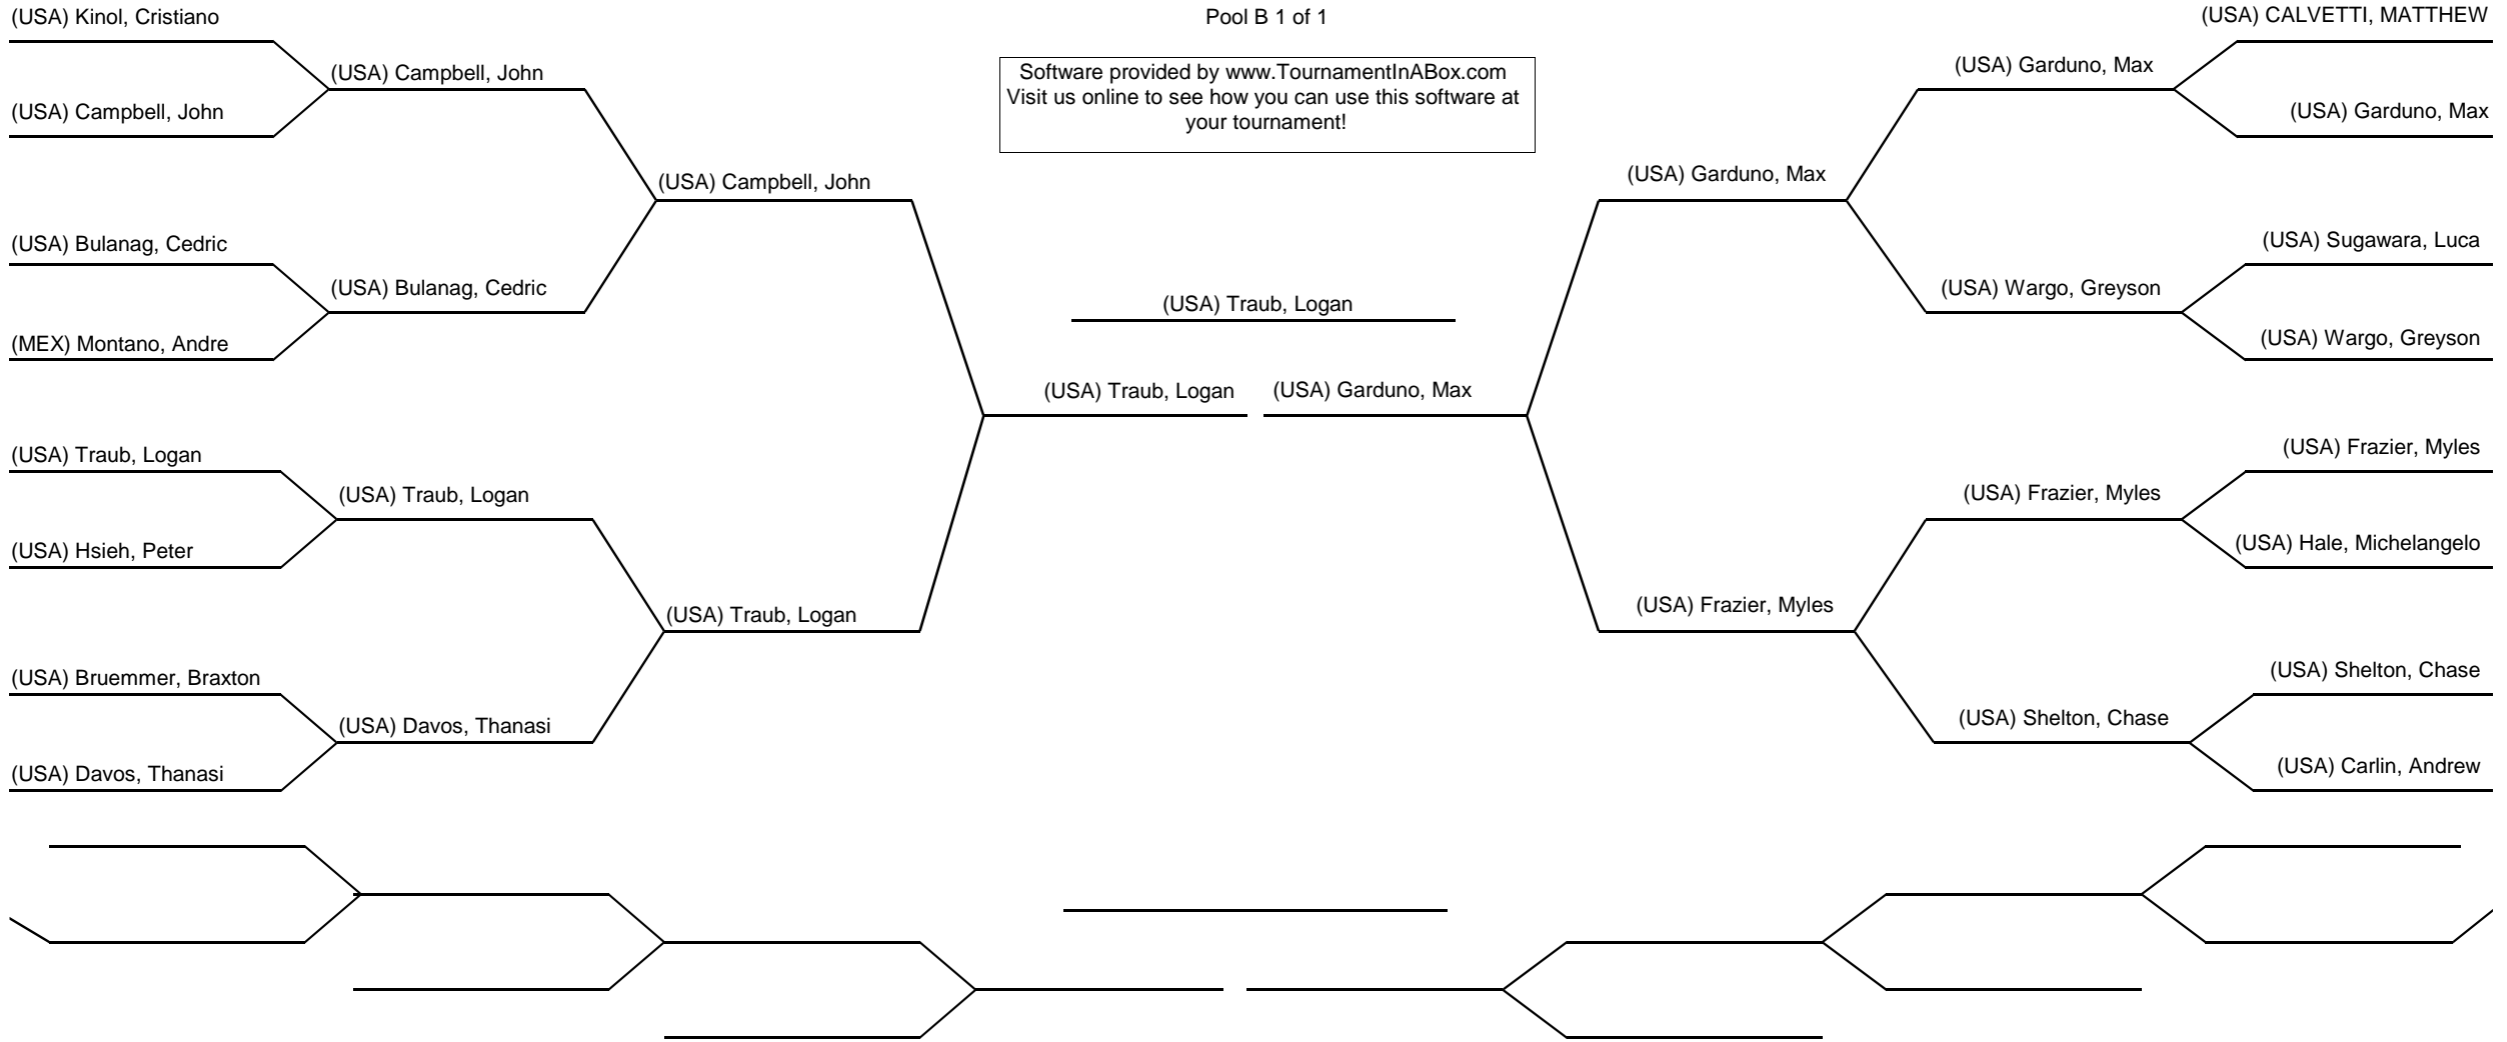 Pool B 1 of 1
Software provided by www.TournamentInABox.com
Visit us online to see how you can use this software at
your tournament!
(USA) Kinol, Cristiano
(USA) Campbell, John
(USA) Bulanag, Cedric
(MEX) Montano, Andre
(USA) Traub, Logan
(USA) Hsieh, Peter
(USA) Bruemmer, Braxton
(USA) Davos, Thanasi
(USA) Campbell, John
(USA) Bulanag, Cedric
(USA) Traub, Logan
(USA) Davos, Thanasi
(USA) Campbell, John
(USA) Traub, Logan
(USA) Traub, Logan
(USA) Traub, Logan
(USA) Garduno, Max
(USA) Garduno, Max
(USA) Frazier, Myles
(USA) Garduno, Max
(USA) Wargo, Greyson
(USA) Frazier, Myles
(USA) Shelton, Chase
(USA) CALVETTI, MATTHEW
(USA) Garduno, Max
(USA) Sugawara, Luca
(USA) Wargo, Greyson
(USA) Frazier, Myles
(USA) Hale, Michelangelo
(USA) Shelton, Chase
(USA) Carlin, Andrew